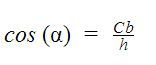 cos (α) = Cb/h